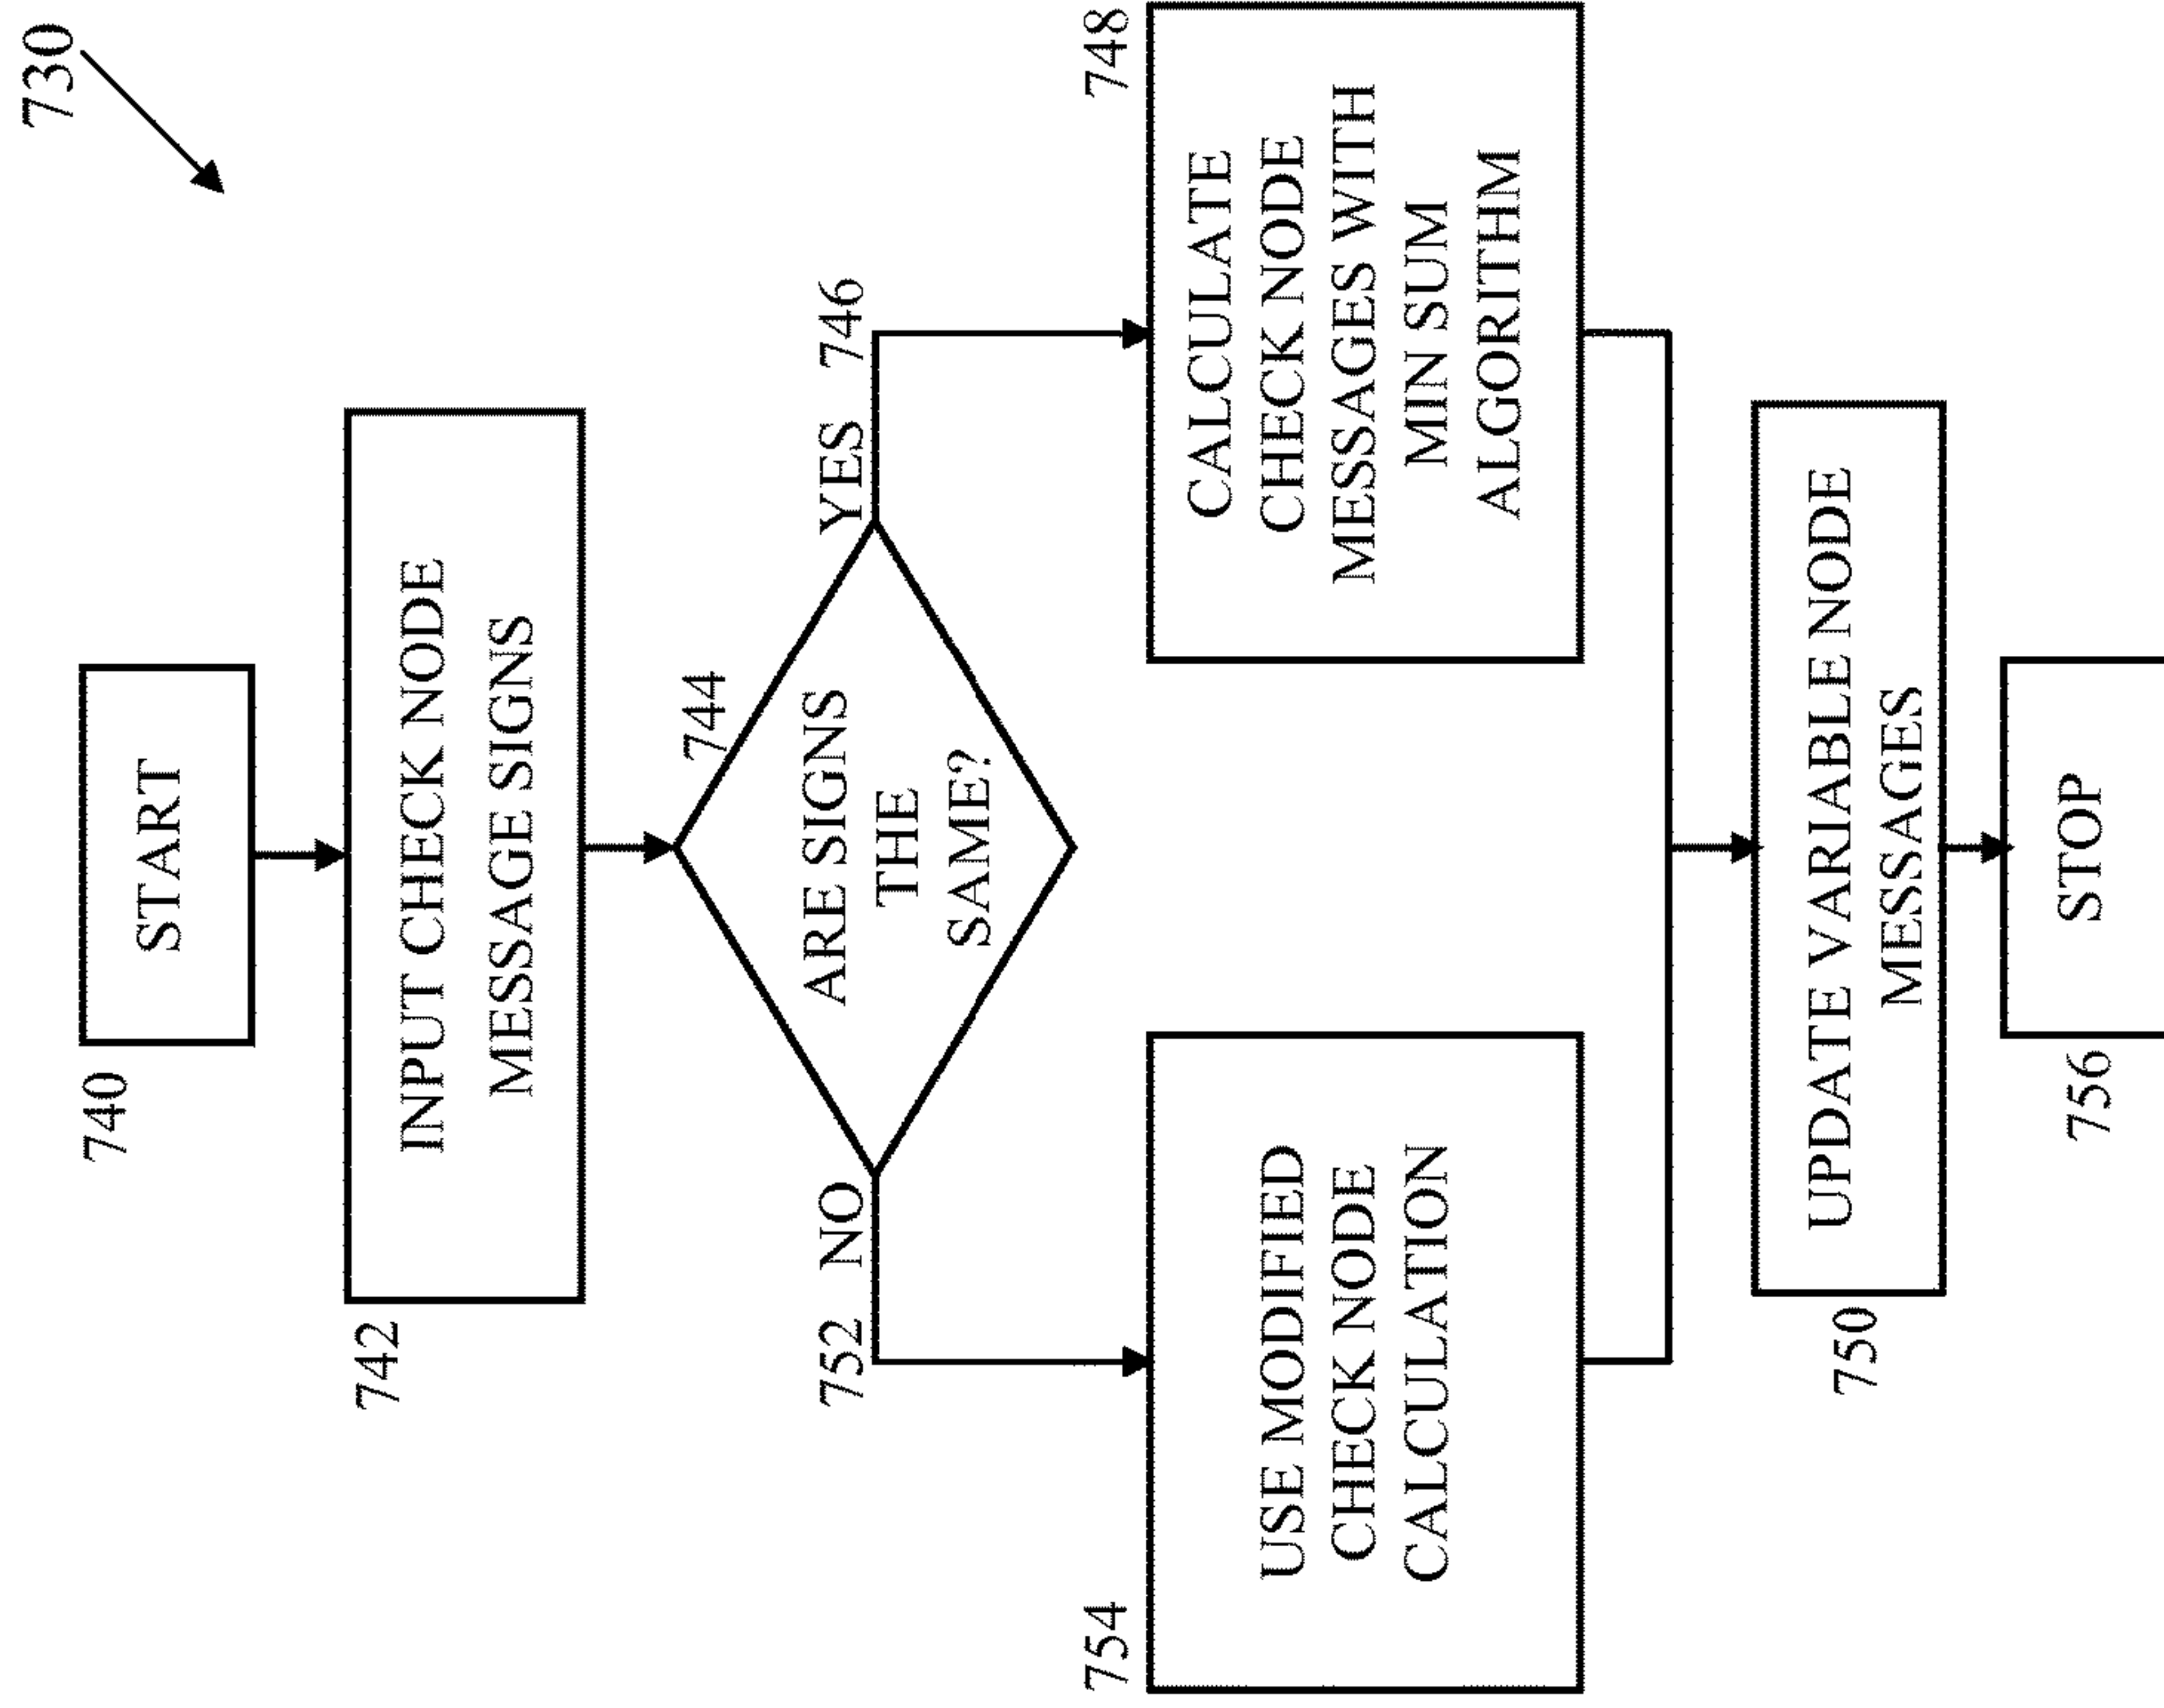 730
740
START
742
INPUT CHECK NODE
MESSAGE SIGNS
744
ARE SIGNS
THE
SAME?
752 NO
YES 746
754
USE MODIFIED
CHECK NODE
CALCULATION
748
CALCULATE
CHECK NODE
MESSAGES WITH
MIN SUM
ALGORITHM
750
UPDATE VARIABLE NODE
MESSAGES
756
STOP